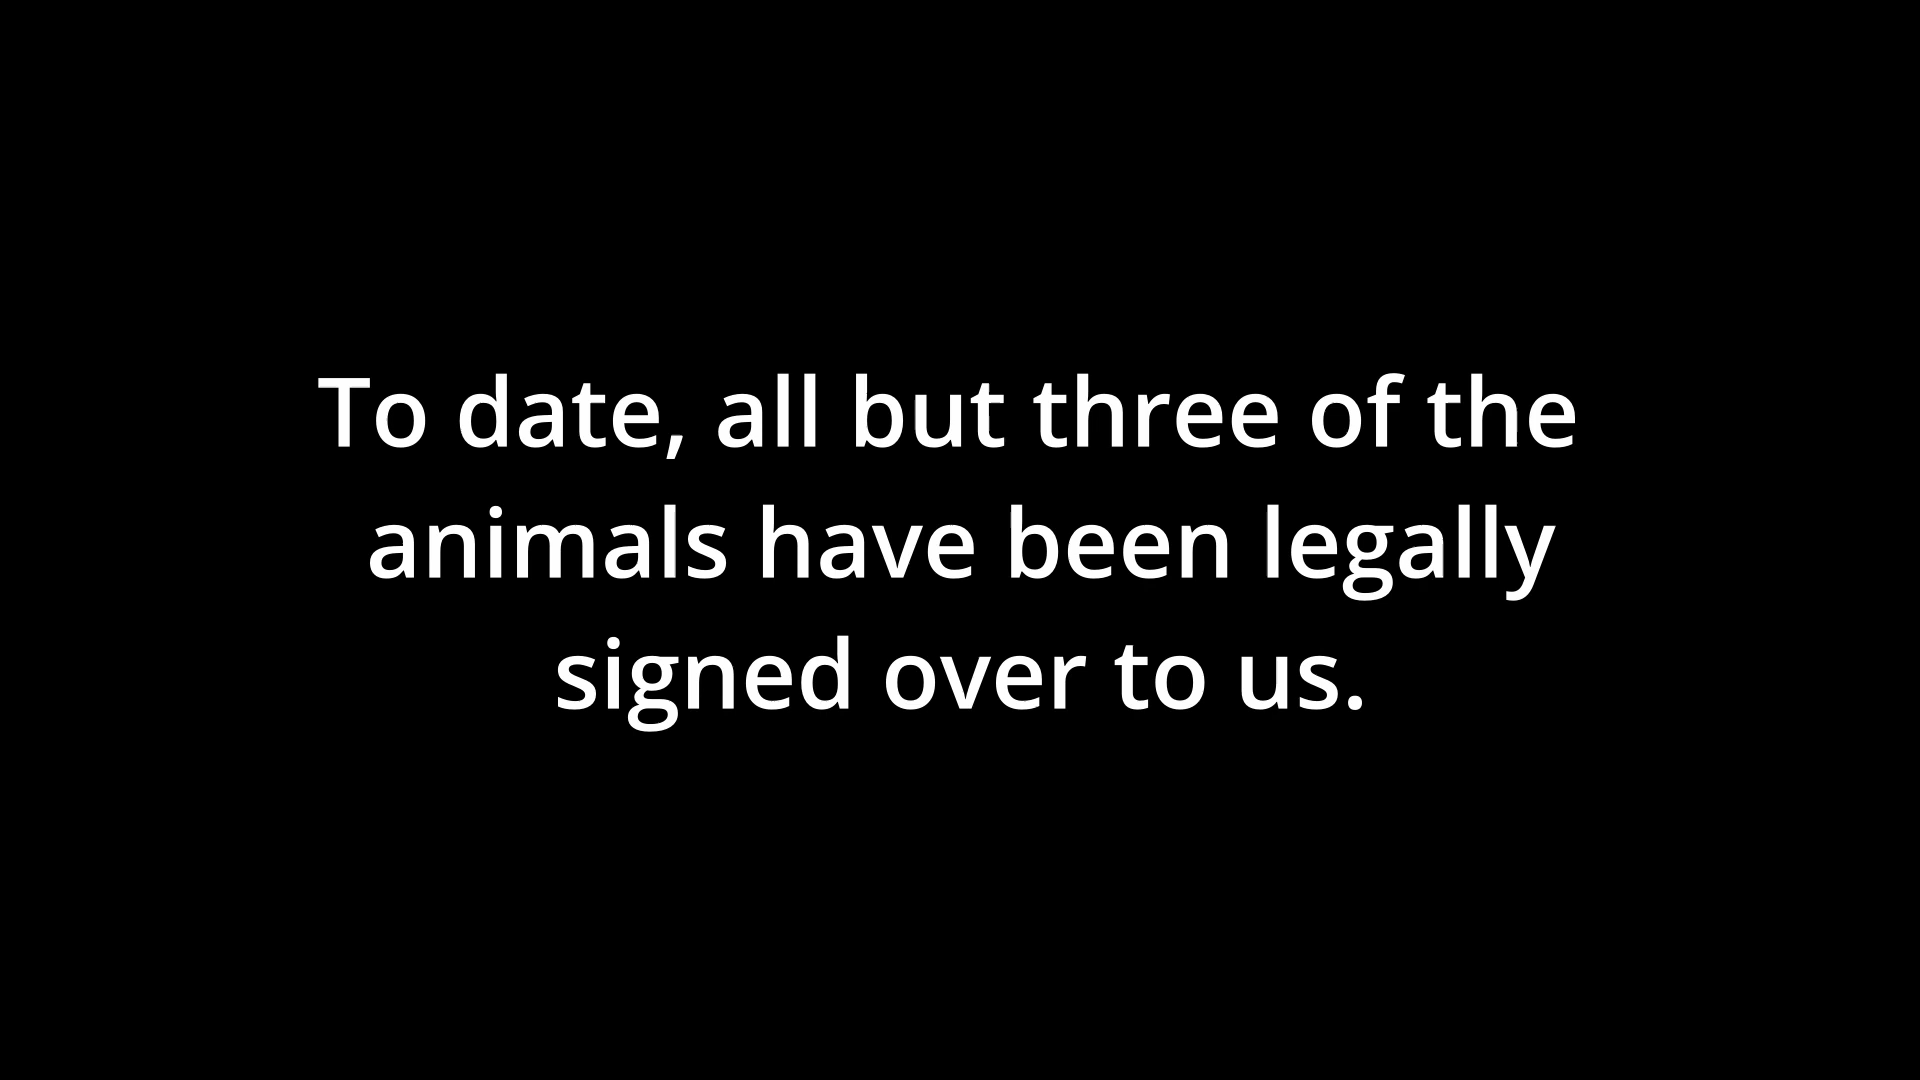 To date, all but three of the
animals have been legally
signed over to us.